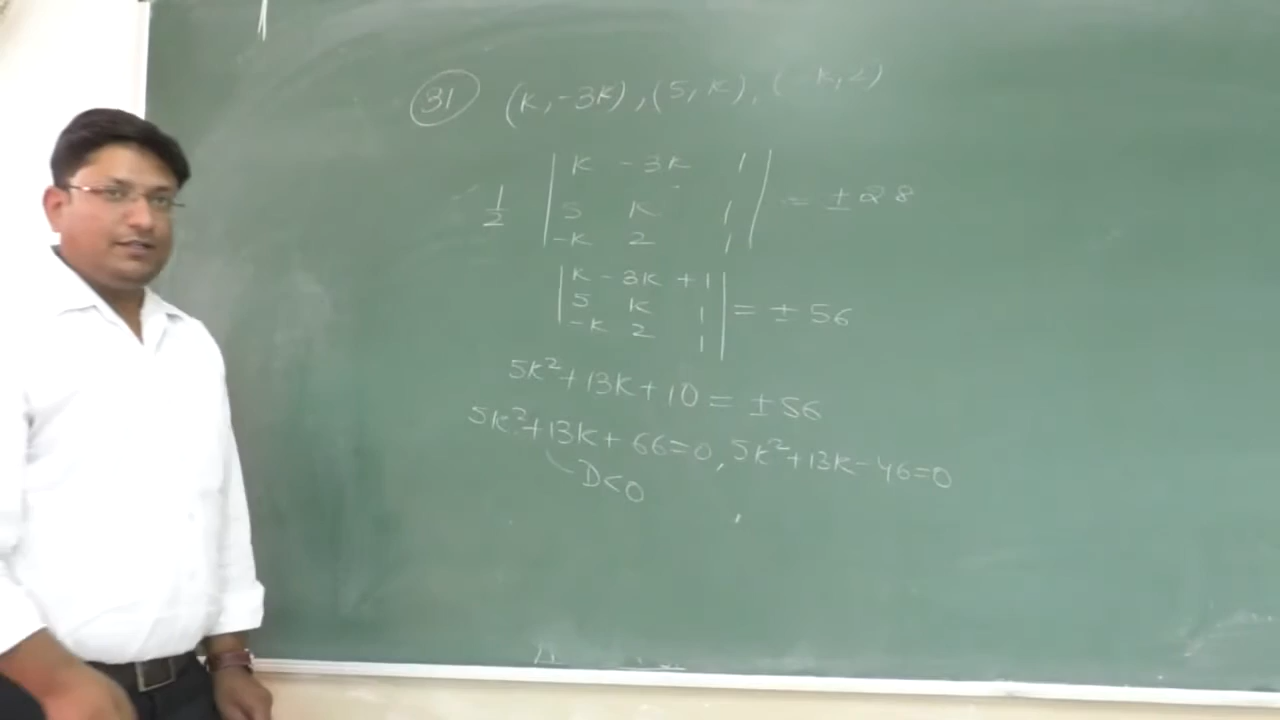 31 (k, -3k), (5, k), (-k, 2)
1/2 | k -3k 1 | = ±28
5 k 1
-k 2 1
| k -3k +1 |
5 k 1 = ±56
-k 2 1
5k²+13k+10 = ±56
5k²+13k+66=0, 5k²+13k-46=0
D<0